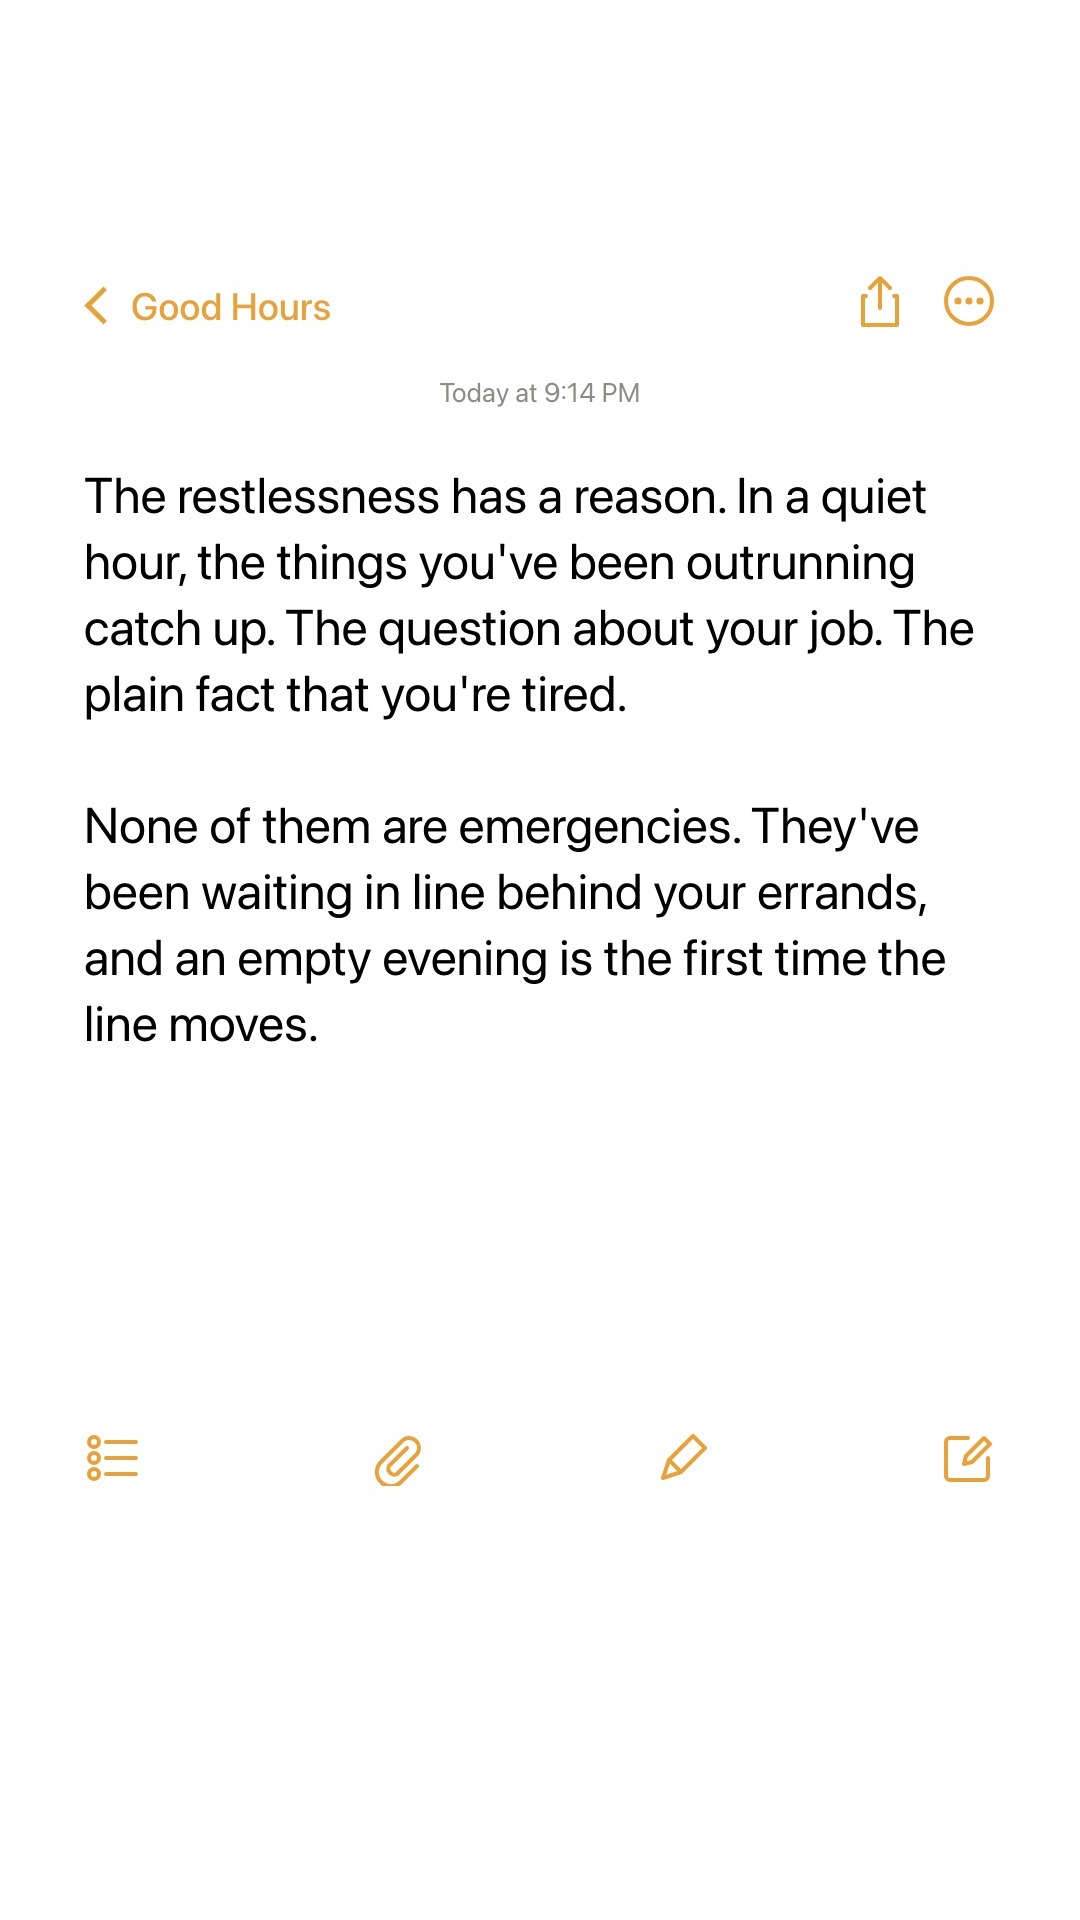 Good Hours
Today at 9:14 PM
The restlessness has a reason. In a quiet
hour, the things you've been outrunning
catch up. The question about your job. The
plain fact that you're tired.
None of them are emergencies. They've
been waiting in line behind your errands,
and an empty evening is the first time the
line moves.